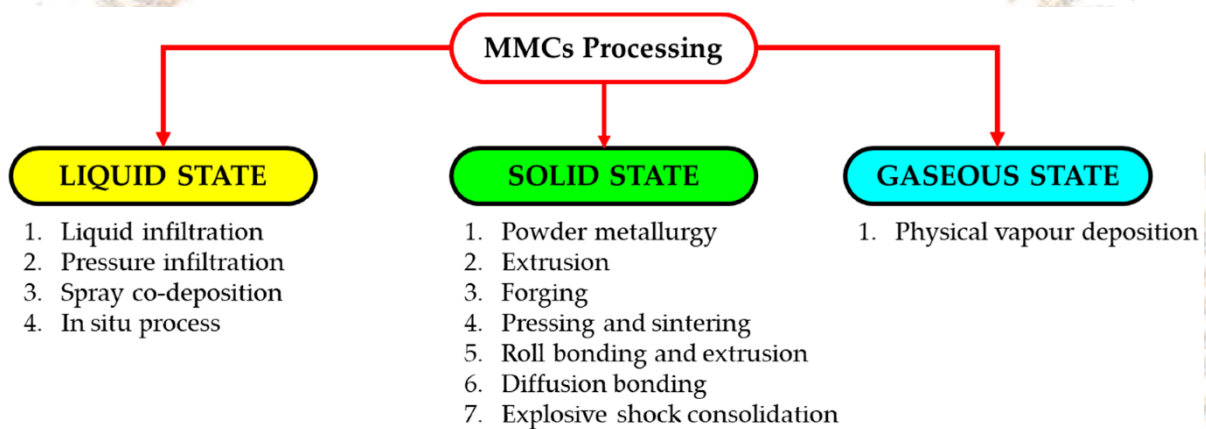 MMCs Processing
LIQUID STATE
1. Liquid infiltration
2. Pressure infiltration
3. Spray co-deposition
4. In situ process
SOLID STATE
1. Powder metallurgy
2. Extrusion
3. Forging
4. Pressing and sintering
5. Roll bonding and extrusion
6. Diffusion bonding
7. Explosive shock consolidation
GASEOUS STATE
1. Physical vapour deposition